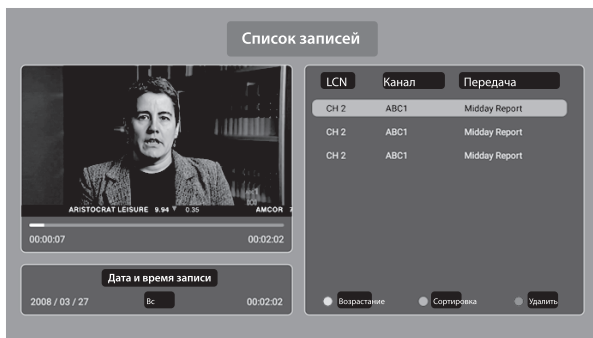 Список записей
ARISTOCRAT LEISURE 9.94 ▼ 0.35 AMCOR 7
00:00:07 00:02:02
Дата и время записи
2008 / 03 / 27 Вс 00:02:02
LCN Канал Передача
CH 2 ABC1 Midday Report
CH 2 ABC1 Midday Report
CH 2 ABC1 Midday Report
Возрастание Сортировка Удалить